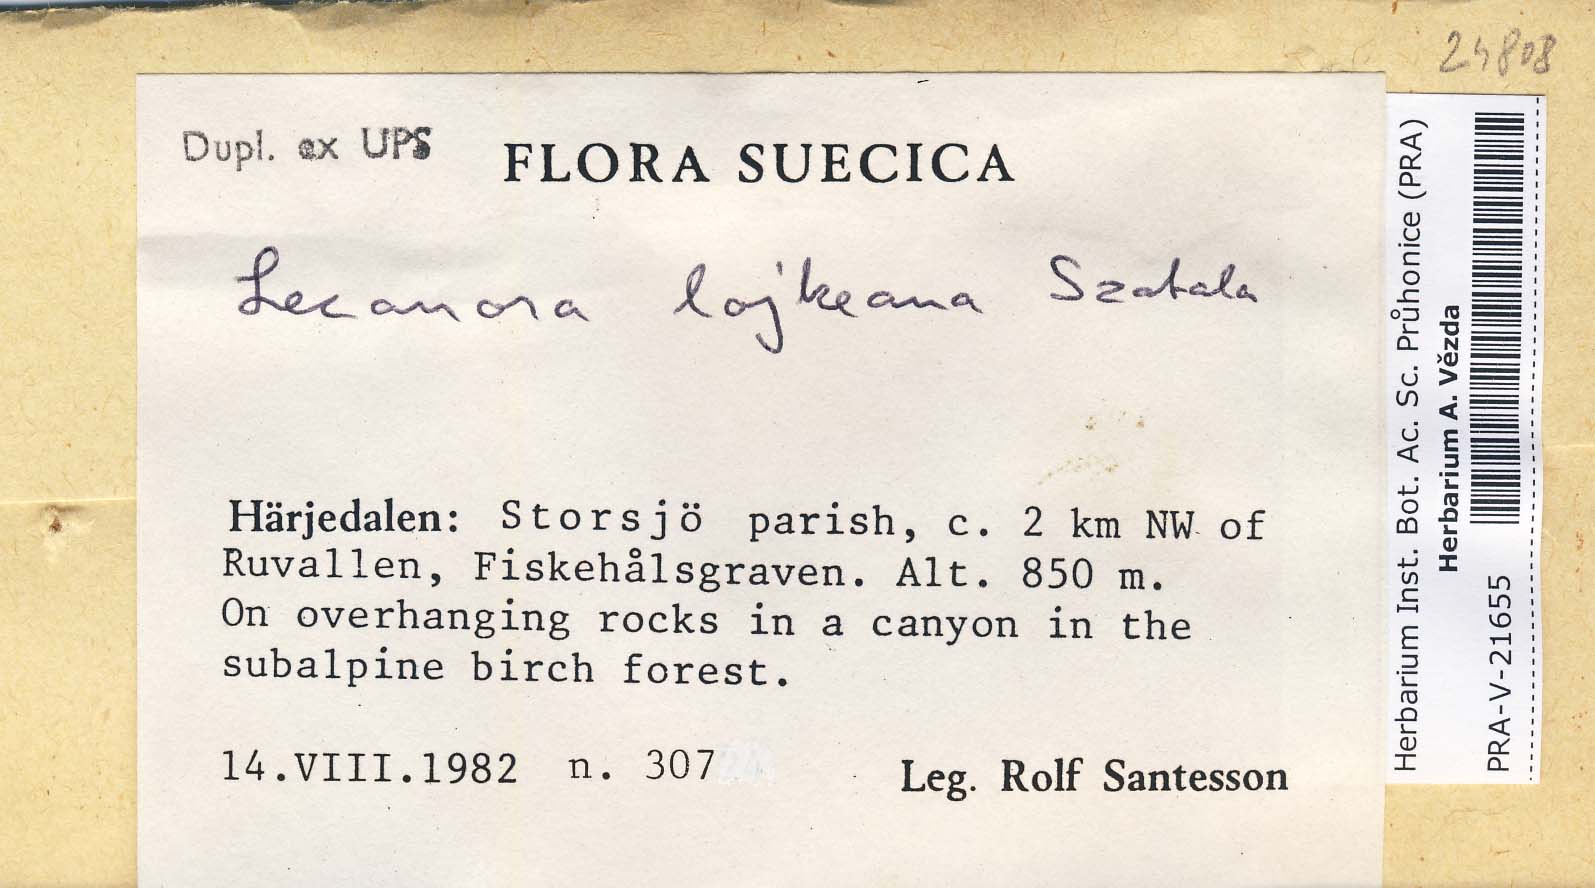 24808
Dupl. ex UPS
FLORA SUECICA
Lecanora lojkeana Szatala
Härjedalen: Storsjö parish, c. 2 km NW of
Ruvallen, Fiskehålsgraven. Alt. 850 m.
On overhanging rocks in a canyon in the
subalpine birch forest.
14.VIII.1982 n. 307
Leg. Rolf Santesson
Herbarium Inst. Bot. Ac. Sc. Průhonice (PRA)
Herbarium A. Vězda
PRA-V-21655